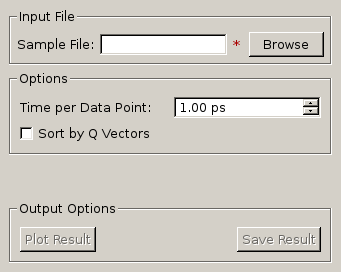 Input File
Sample File: * Browse
Options
Time per Data Point: 1.00 ps
Sort by Q Vectors
Output Options
Plot Result Save Result